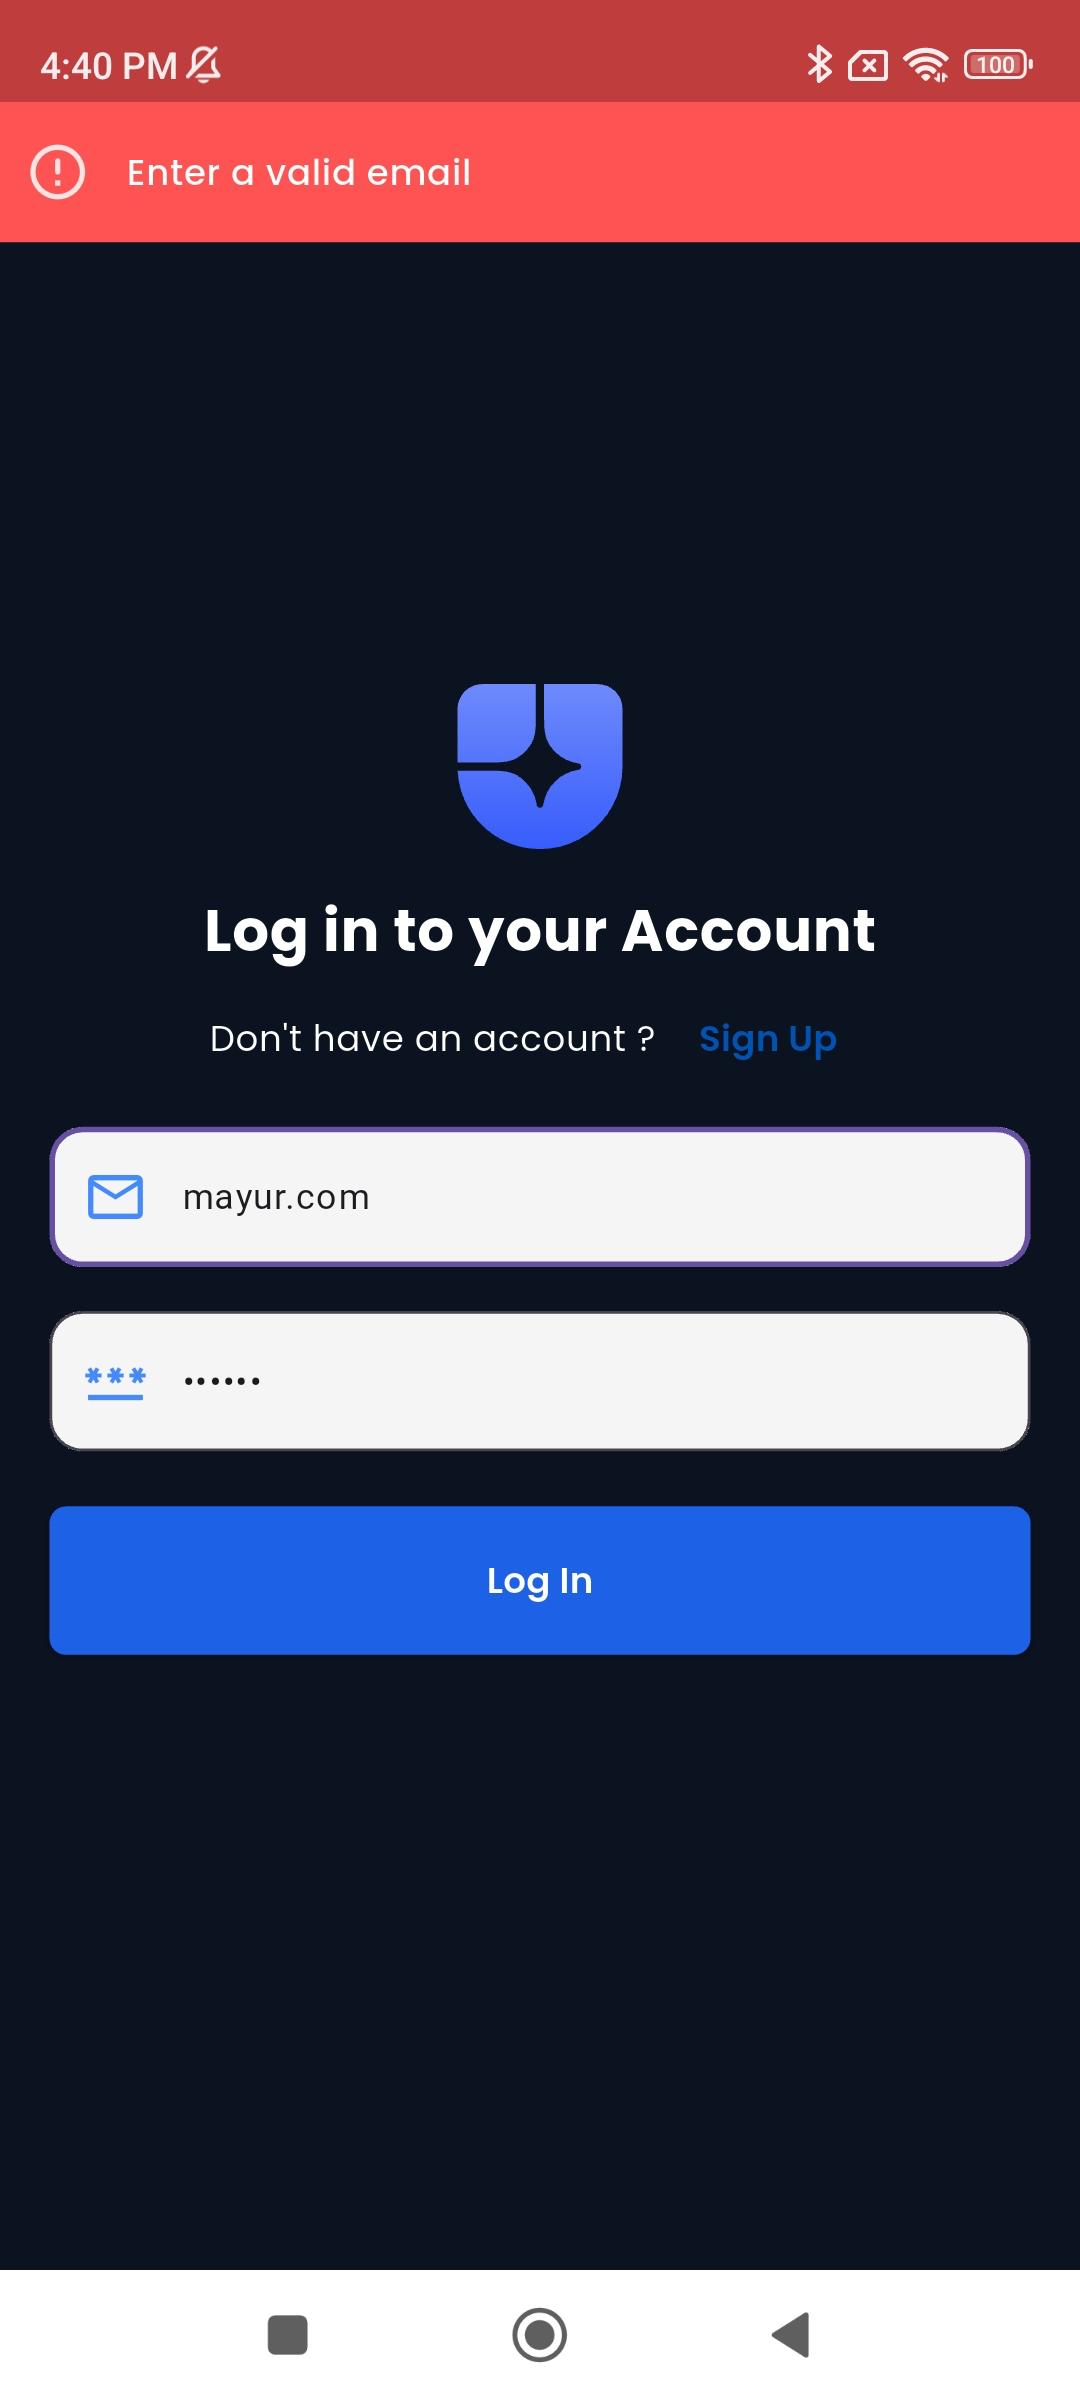 4:40 PM
100
Enter a valid email
Log in to your Account
Don't have an account ? Sign Up
mayur.com
••••••
Log In